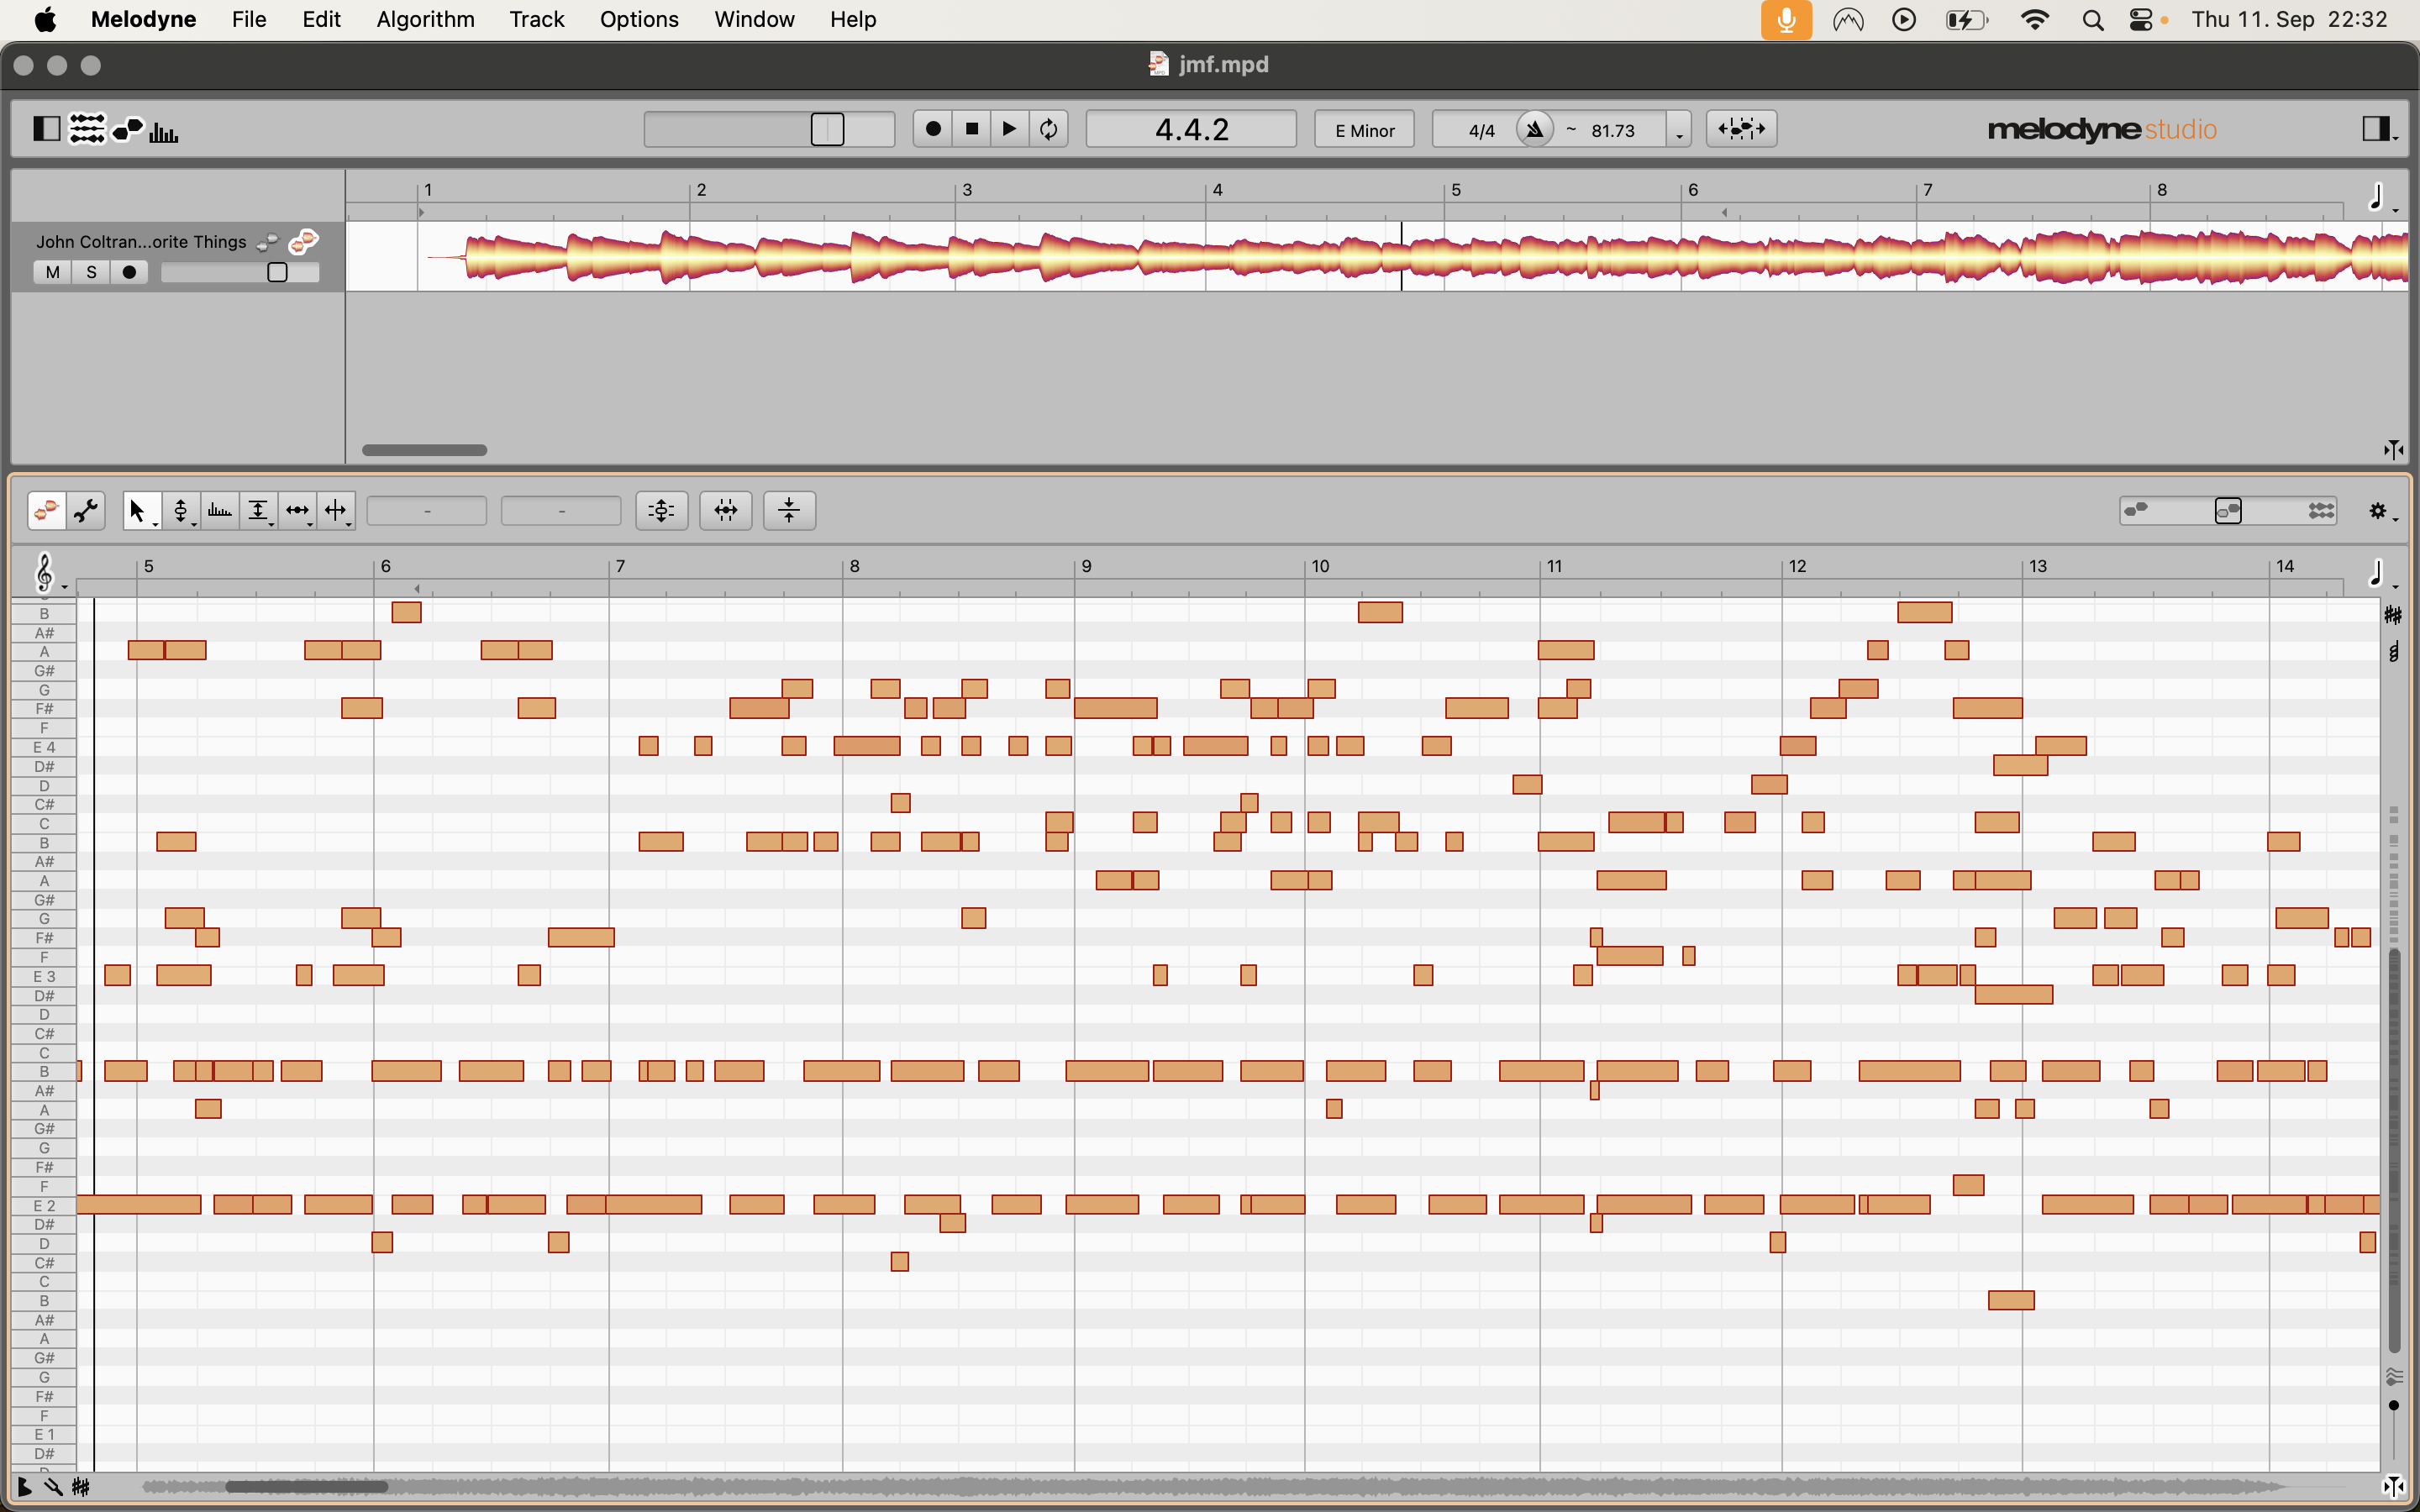 Melodyne File Edit Algorithm Track Options Window Help Thu 11. Sep 22:32
jmf.mpd
4.4.2 E Minor 4/4 ~ 81.73 melodyne studio
1 2 3 4 5 6 7 8
John Coltran...orite Things
M S
- -
5 6 7 8 9 10 11 12 13 14
B
A#
A
G#
G
F#
F
E 4
D#
D
C#
C
B
A#
A
G#
G
F#
F
E 3
D#
D
C#
C
B
A#
A
G#
G
F#
F
E 2
D#
D
C#
C
B
A#
A
G#
G
F#
F
E 1
D#